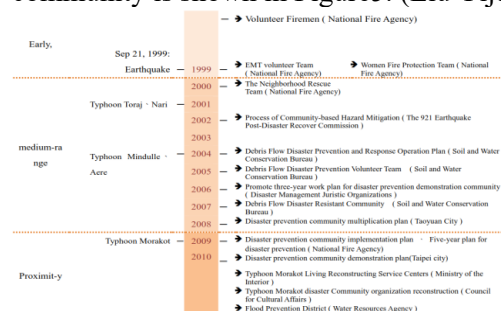 community is shown in Figure3.
Volunteer Firemen ( National Fire Agency)
Early,
Sep 21, 1999:
Earthquake
1999
EMT volunteer Team
( National Fire Agency)
Women Fire Protection Team ( National
Fire Agency)
2000
The Neighborhood Rescue
Team ( National Fire Agency)
Typhoon Toraj、Nari
2001
2002
Process of Community-based Hazard Mitigation ( The 921 Earthquake
Post-Disaster Recover Commission )
2003
medium-ra
nge
Typhoon Mindulle、
Aere
2004
Debris Flow Disaster Prevention and Response Operation Plan ( Soil and Water
Conservation Bureau )
2005
Debris Flow Disaster Prevention Volunteer Team ( Soil and Water
Conservation Bureau )
2006
Promote three-year work plan for disaster prevention demonstration community
( Disaster Management Juristic Organizations )
2007
Debris Flow Disaster Resistant Community ( Soil and Water Conservation
Bureau )
2008
Disaster prevention community multiplication plan ( Taoyuan City )
Typhoon Morakot
2009
Disaster prevention community implementation plan、Five-year plan for
disaster prevention ( National Fire Agency)
2010
Disaster prevention community demonstration plan(Taipei city)
Proximit-y
Typhoon Morakot Living Reconstructing Service Centers ( Ministry of the
Interior )
Typhoon Morakot disaster Community organization reconstruction ( Council
for Cultural Affairs )
Flood Prevention District ( Water Resources Agency )